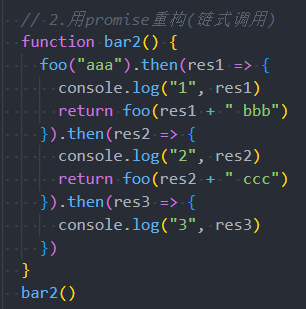 // 2.用promise重构(链式调用)
function bar2() {
  foo("aaa").then(res1 => {
    console.log("1", res1)
    return foo(res1 + " bbb")
  }).then(res2 => {
    console.log("2", res2)
    return foo(res2 + " ccc")
  }).then(res3 => {
    console.log("3", res3)
  })
}
bar2()